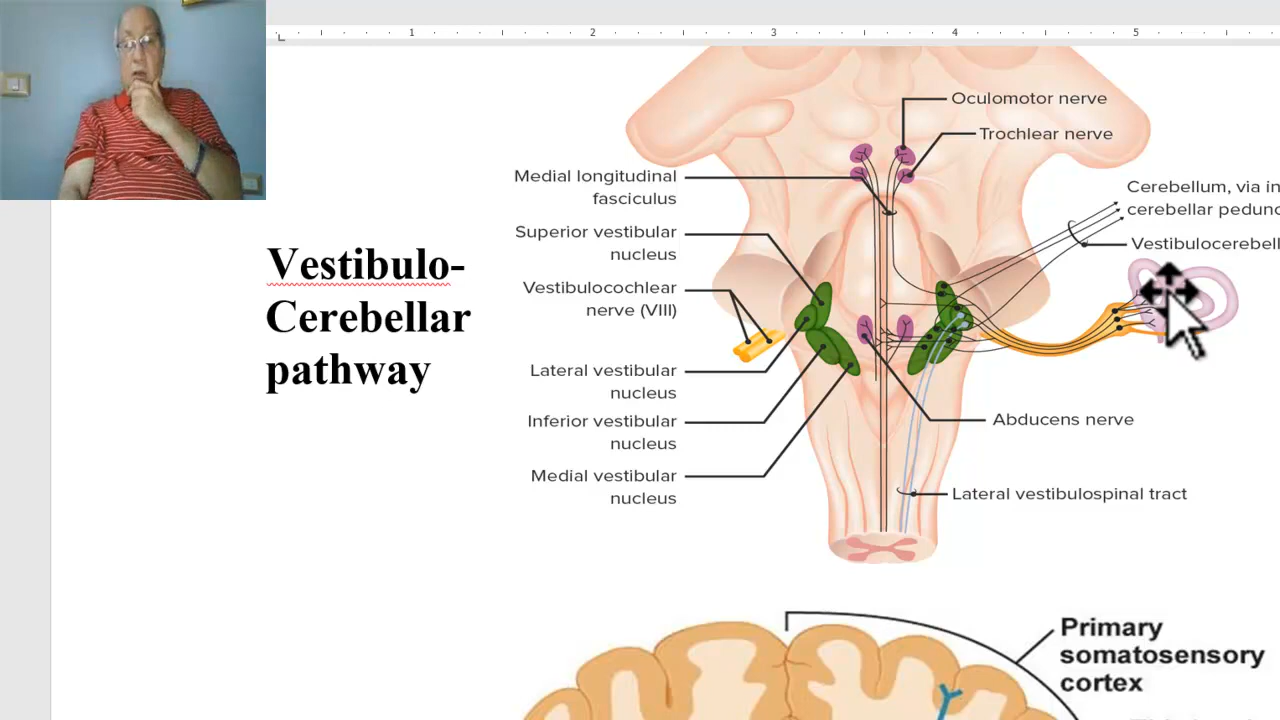 1 2 3 4 5
Oculomotor nerve
Trochlear nerve
Medial longitudinal
fasciculus
Superior vestibular
nucleus
Vestibulocochlear
nerve (VIII)
Lateral vestibular
nucleus
Inferior vestibular
nucleus
Medial vestibular
nucleus
Cerebellum, via in
cerebellar pedunc
Vestibulocerebell
Abducens nerve
Lateral vestibulospinal tract
Vestibulo-
Cerebellar
pathway
Primary
somatosensory
cortex